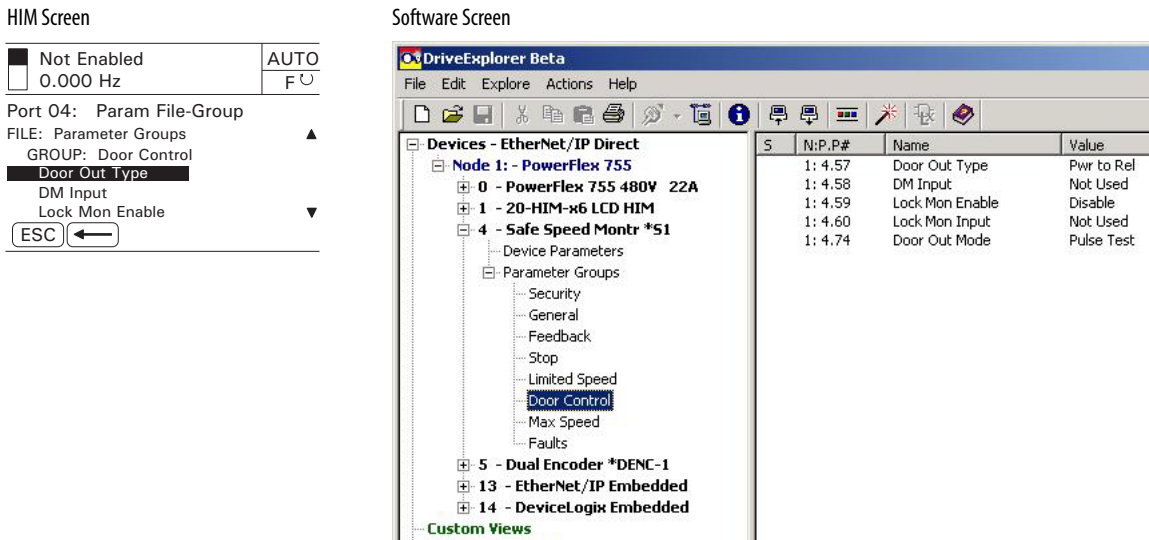 HIM Screen
Not Enabled
0.000 Hz
AUTO
F
Port 04: Param File-Group
FILE: Parameter Groups
GROUP: Door Control
Door Out Type
DM Input
Lock Mon Enable
ESC
Software Screen
DriveExplorer Beta
File Edit Explore Actions Help
Devices - EtherNet/IP Direct
Node 1: - PowerFlex 755
0 - PowerFlex 755 480V 22A
1 - 20-HIM-x6 LCD HIM
4 - Safe Speed Montr *S1
Device Parameters
Parameter Groups
Security
General
Feedback
Stop
Limited Speed
Door Control
Max Speed
Faults
5 - Dual Encoder *DENC-1
13 - EtherNet/IP Embedded
14 - DeviceLogix Embedded
Custom Views
S N:P.P# Name Value
1: 4.57 Door Out Type Pwr to Rel
1: 4.58 DM Input Not Used
1: 4.59 Lock Mon Enable Disable
1: 4.60 Lock Mon Input Not Used
1: 4.74 Door Out Mode Pulse Test